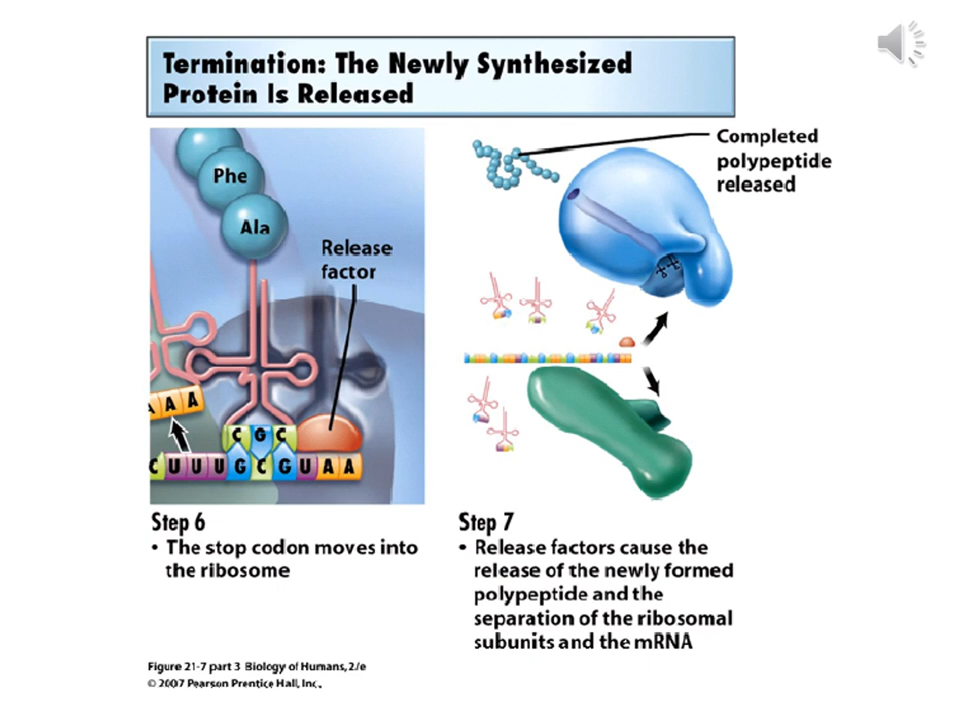 Termination: The Newly Synthesized
Protein Is Released
Phe
Ala
Release
factor
AAA
CGC
CUUUGCGUAA
Completed
polypeptide
released
Step 6
• The stop codon moves into
the ribosome
Step 7
• Release factors cause the
release of the newly formed
polypeptide and the
separation of the ribosomal
subunits and the mRNA
Figure 21-7 part 3 Biology of Humans, 2/e
© 2007 Pearson Prentice Hall, Inc.